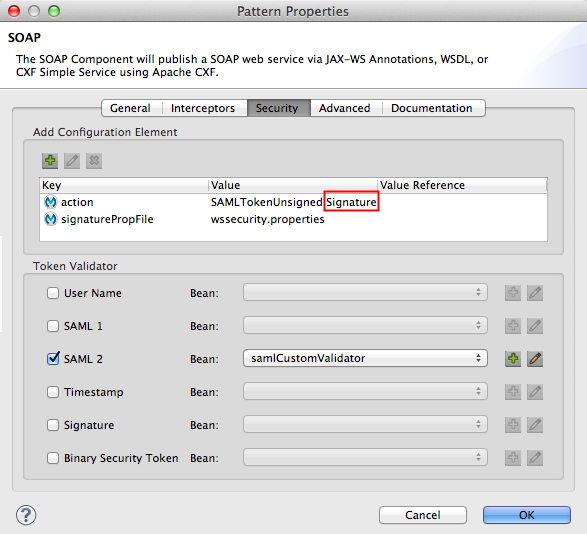 Pattern Properties
SOAP
The SOAP Component will publish a SOAP web service via JAX-WS Annotations, WSDL, or
CXF Simple Service using Apache CXF.
General Interceptors Security Advanced Documentation
Add Configuration Element
Key Value Value Reference
action SAMLTokenUnsigned Signature
signaturePropFile wssecurity.properties
Token Validator
User Name Bean:
SAML 1 Bean:
SAML 2 Bean: samlCustomValidator
Timestamp Bean:
Signature Bean:
Binary Security Token Bean:
? Cancel OK